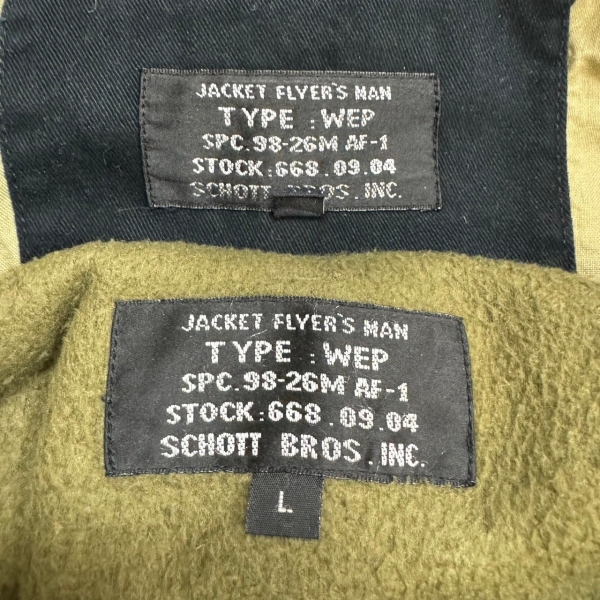 JACKET FLYER'S MAN
TYPE : WEP
SPC.98-26M AF-1
STOCK:668.09.04
SCHOTT BROS.INC.
JACKET FLYER'S MAN
TYPE : WEP
SPC.98-26M AF-1
STOCK:668.09.04
SCHOTT BROS.INC.
L